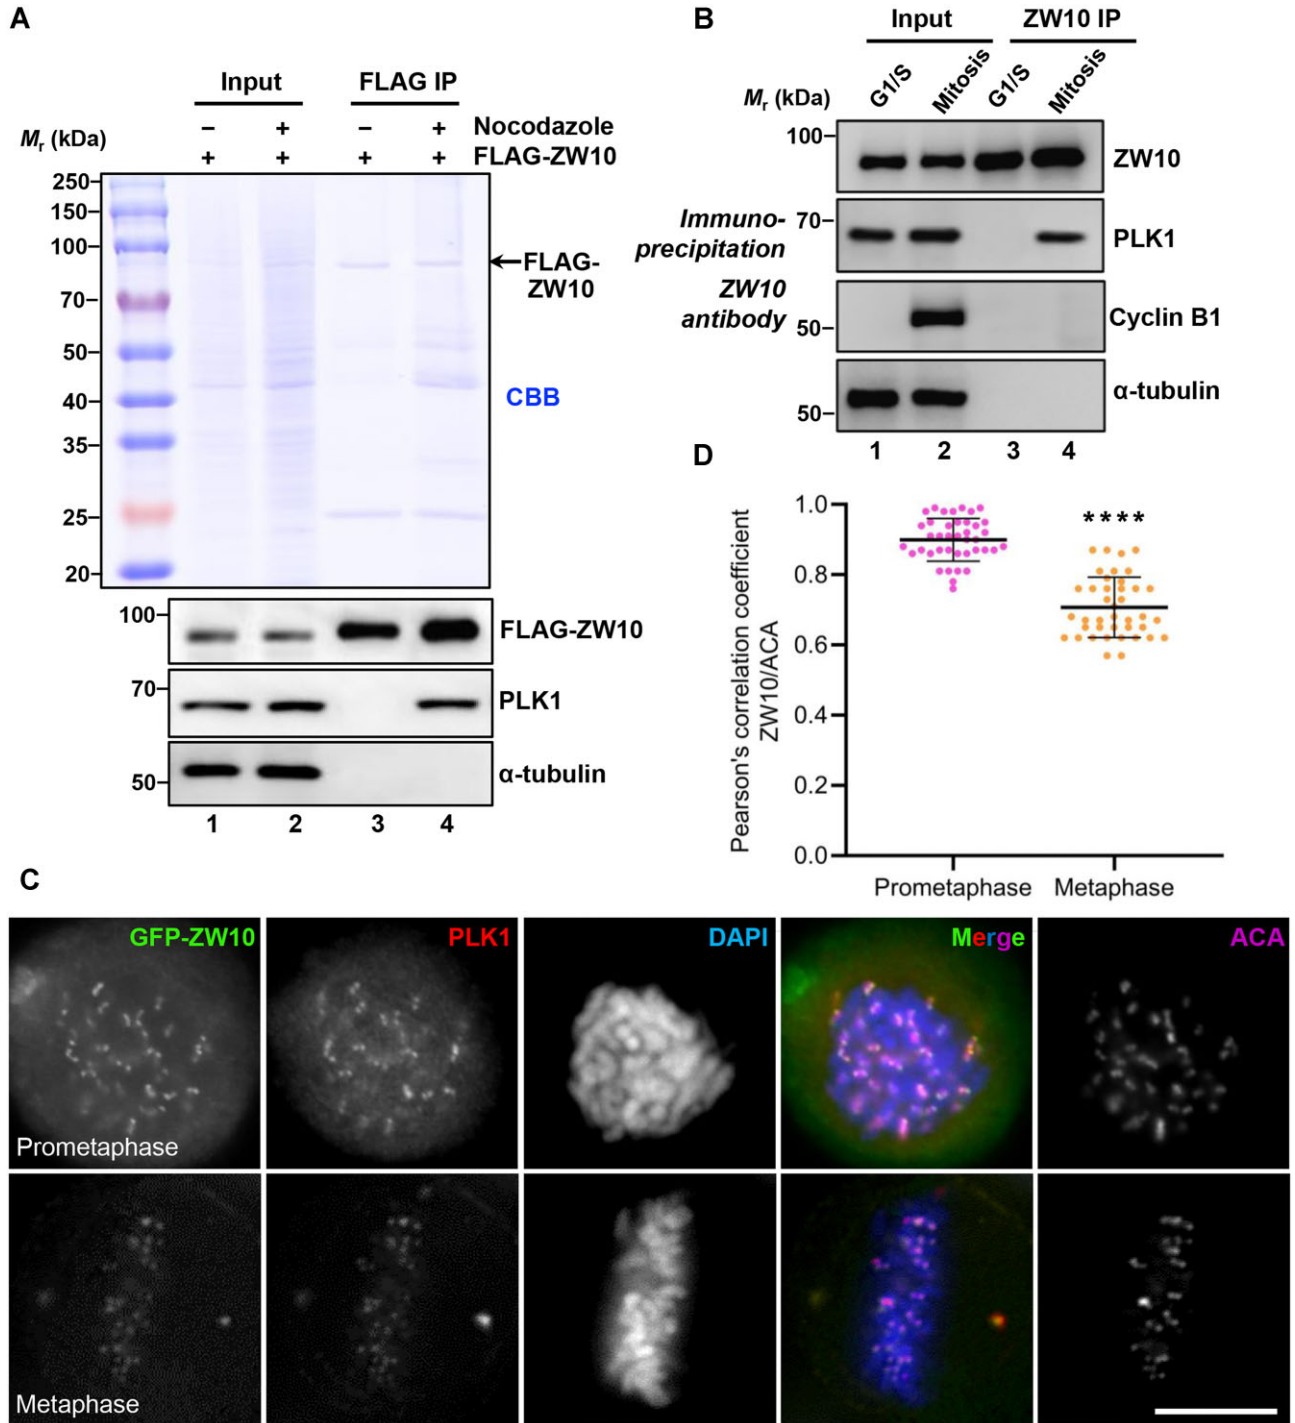 A
Input
FLAG IP
− + − + Nocodazole
Mr (kDa)
+ + + + FLAG-ZW10
250
150
100
70
50
40
35
25
20
FLAG-
ZW10
CBB
100
FLAG-ZW10
70
PLK1
50
α-tubulin
1 2 3 4
B
Input
ZW10 IP
Mr (kDa)
G1/S
Mitosis
G1/S
Mitosis
100
ZW10
Immuno-
precipitation
70
PLK1
ZW10
antibody
50
Cyclin B1
50
α-tubulin
1 2 3 4
D
Pearson's correlation coefficient
ZW10/ACA
1.0
0.8
0.6
0.4
0.2
0.0
****
Prometaphase
Metaphase
C
GFP-ZW10
PLK1
DAPI
Merge
ACA
Prometaphase
Metaphase